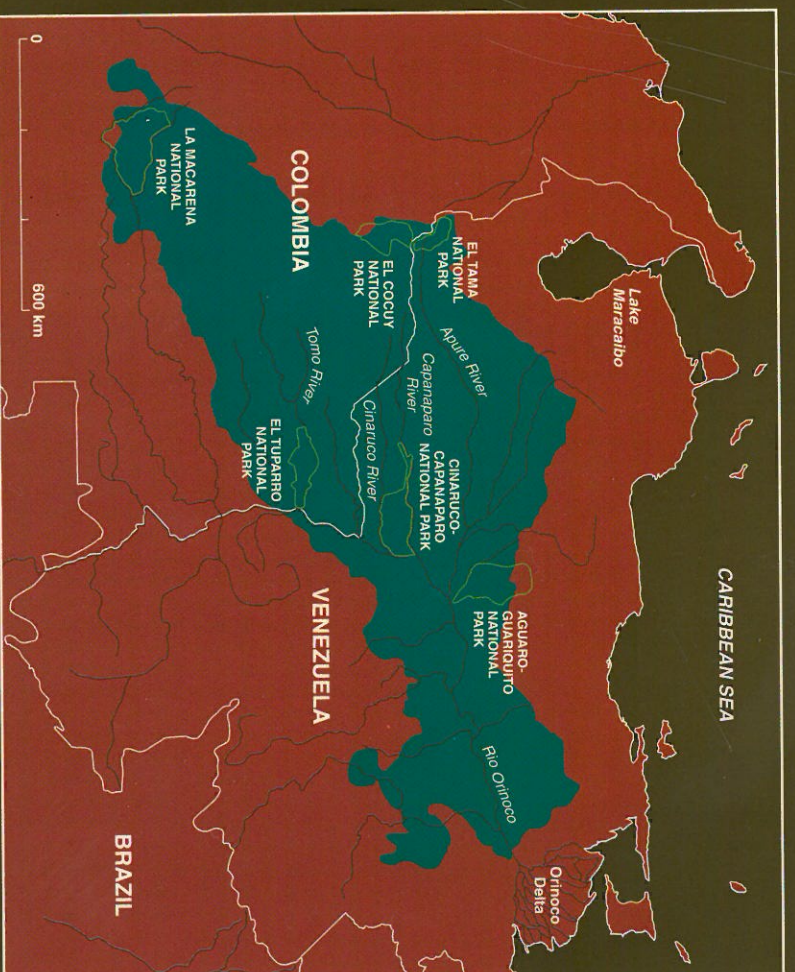 CARIBBEAN SEA
Lake
Maracaibo
Orinoco
Delta
EL TAMA
NATIONAL
PARK
Apure River
AGUARO-
GUARIQUITO
NATIONAL
PARK
Rio Orinoco
Capanaparo
River
CINARUCO-
CAPANAPARO
NATIONAL PARK
EL COCUY
NATIONAL
PARK
Cinaruco River
COLOMBIA
Tomo River
EL TUPARRO
NATIONAL
PARK
VENEZUELA
LA MACARENA
NATIONAL
PARK
BRAZIL
0
600 km